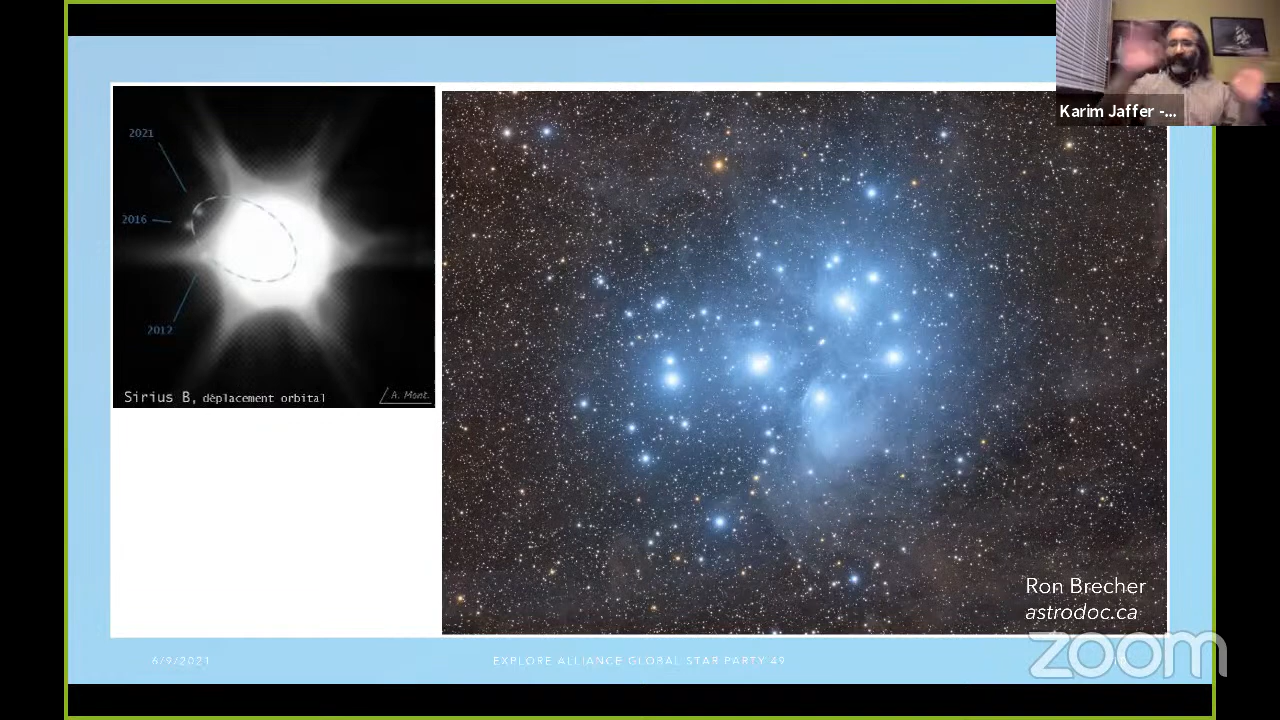 Karim Jaffer -...
2021
2016
2012
Sirius B, déplacement orbital
A. Mont.
Ron Brecher
astrodoc.ca
6/9/2021
EXPLORE ALLIANCE GLOBAL STAR PARTY 49
zoom